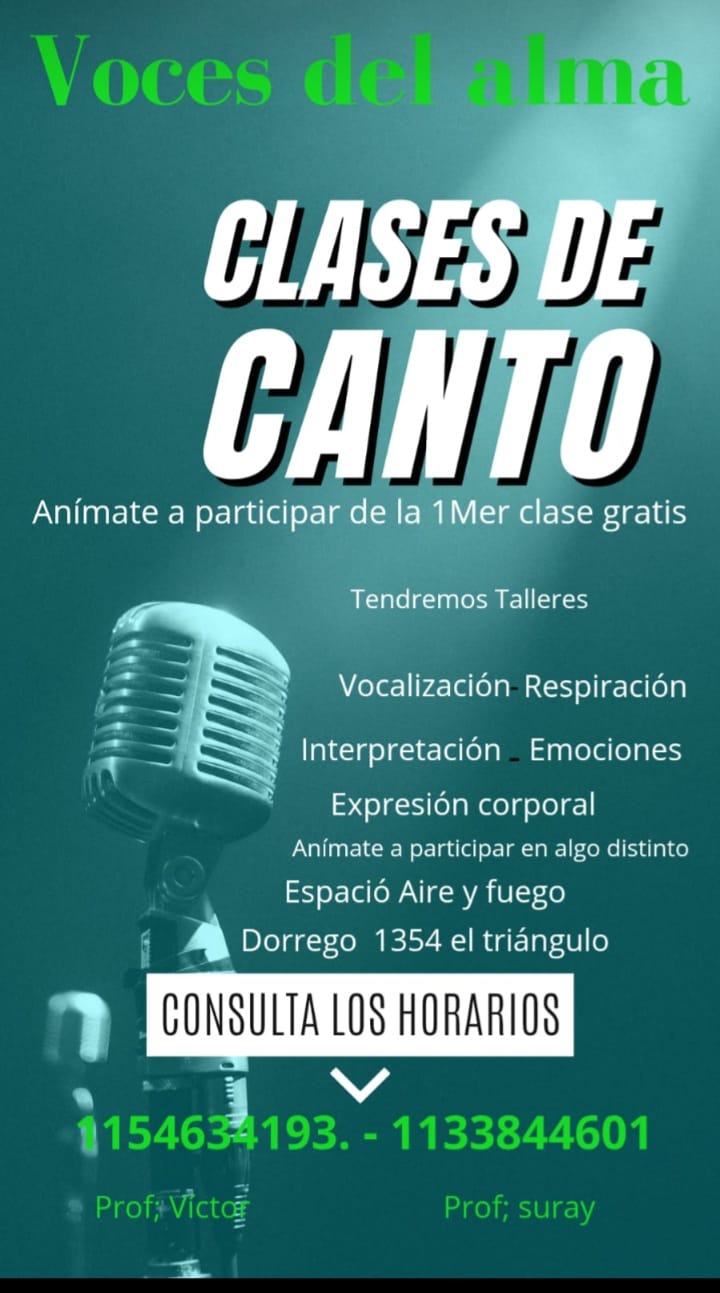 Voces del alma
CLASES DE
CANTO
Anímate a participar de la 1Mer clase gratis
Tendremos Talleres
Vocalización- Respiración
Interpretación _ Emociones
Expresión corporal
Anímate a participar en algo distinto
Espació Aire y fuego
Dorrego 1354 el triángulo
CONSULTA LOS HORARIOS
1154634193. - 1133844601
Prof; Víctor Prof; suray